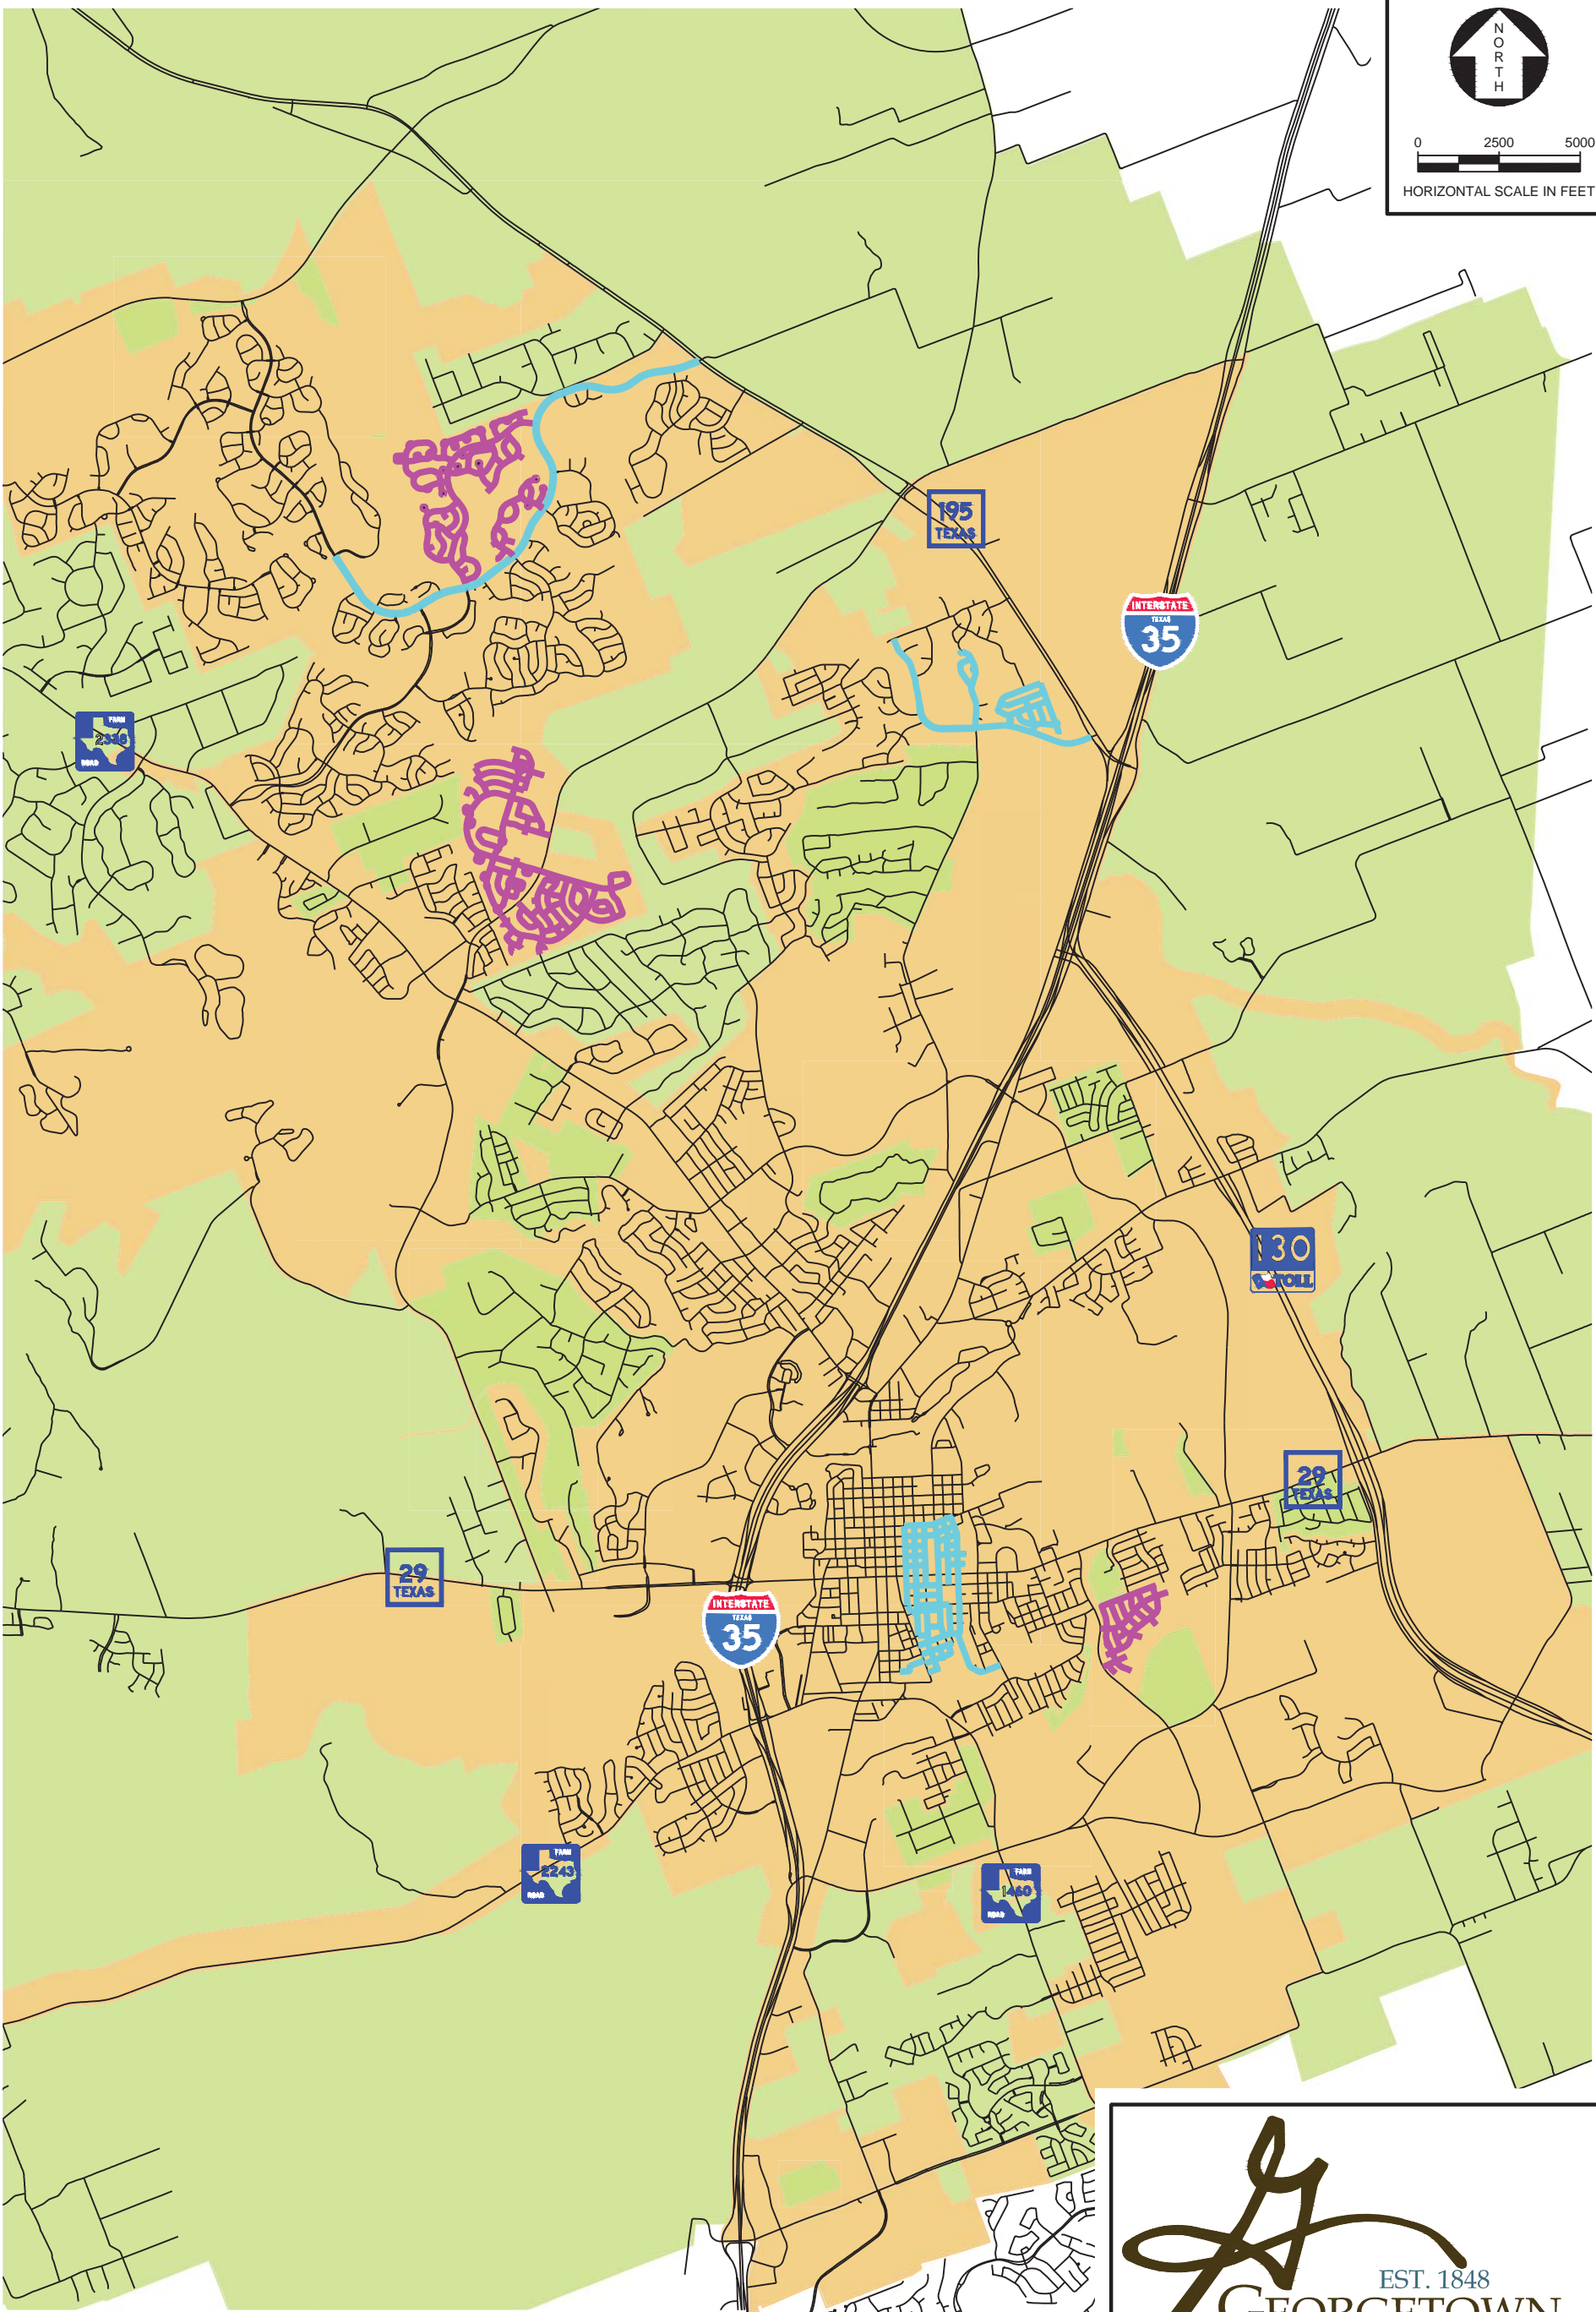 N
O
R
T
H
0 2500 5000
HORIZONTAL SCALE IN FEET
195
TEXAS
INTERSTATE
TEXAS
35
FARM
2338
ROAD
130
TOLL
29
TEXAS
29
TEXAS
INTERSTATE
TEXAS
35
FARM
2243
ROAD
FARM
1460
ROAD
G
EST. 1848
GEORGETOWN